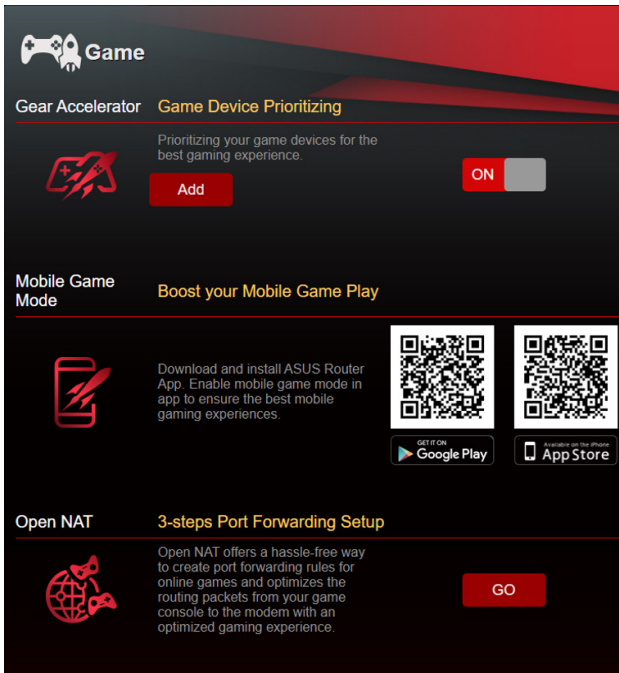 Game
Gear Accelerator
Game Device Prioritizing
Prioritizing your game devices for the
best gaming experience.
Add
ON
Mobile Game
Mode
Boost your Mobile Game Play
Download and install ASUS Router
App. Enable mobile game mode in
app to ensure the best mobile
gaming experiences.
GET IT ON
Google Play
Available on the iPhone
App Store
Open NAT
3-steps Port Forwarding Setup
Open NAT offers a hassle-free way
to create port forwarding rules for
online games and optimizes the
routing packets from your game
console to the modem with an
optimized gaming experience.
GO